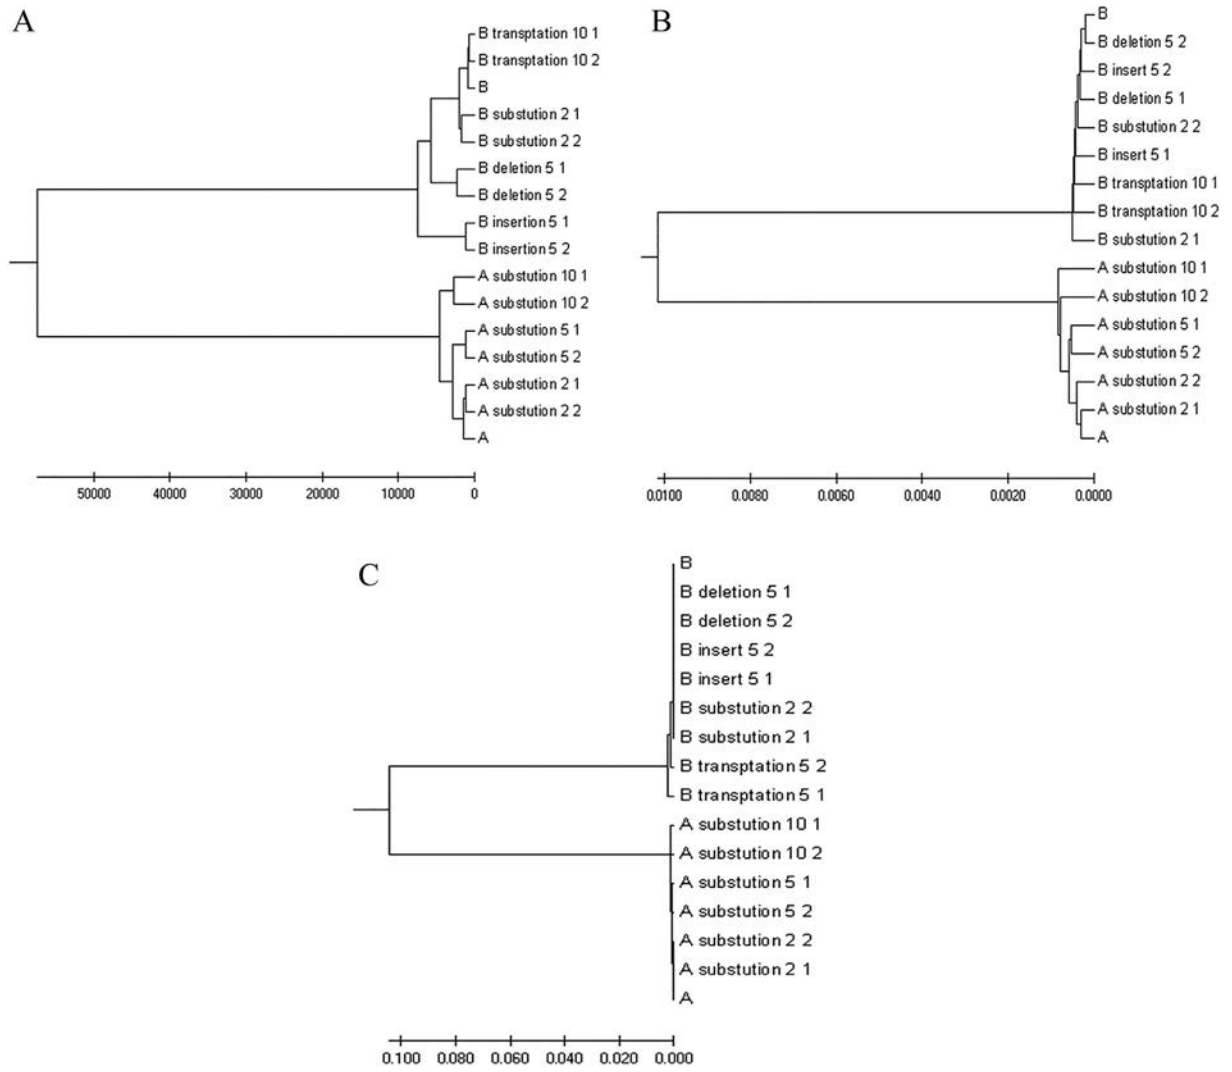 A
B transptation 10 1
B transptation 10 2
B
B substution 2 1
B substution 2 2
B deletion 5 1
B deletion 5 2
B insertion 5 1
B insertion 5 2
A substution 10 1
A substution 10 2
A substution 5 1
A substution 5 2
A substution 2 1
A substution 2 2
A
50000 40000 30000 20000 10000 0
B
B
B deletion 5 2
B insert 5 2
B deletion 5 1
B substution 2 2
B insert 5 1
B transptation 10 1
B transptation 10 2
B substution 2 1
A substution 10 1
A substution 10 2
A substution 5 1
A substution 5 2
A substution 2 2
A substution 2 1
A
0.0100 0.0080 0.0060 0.0040 0.0020 0.0000
C
B
B deletion 5 1
B deletion 5 2
B insert 5 2
B insert 5 1
B substution 2 2
B substution 2 1
B transptation 5 2
B transptation 5 1
A substution 10 1
A substution 10 2
A substution 5 1
A substution 5 2
A substution 2 2
A substution 2 1
A
0.100 0.080 0.060 0.040 0.020 0.000